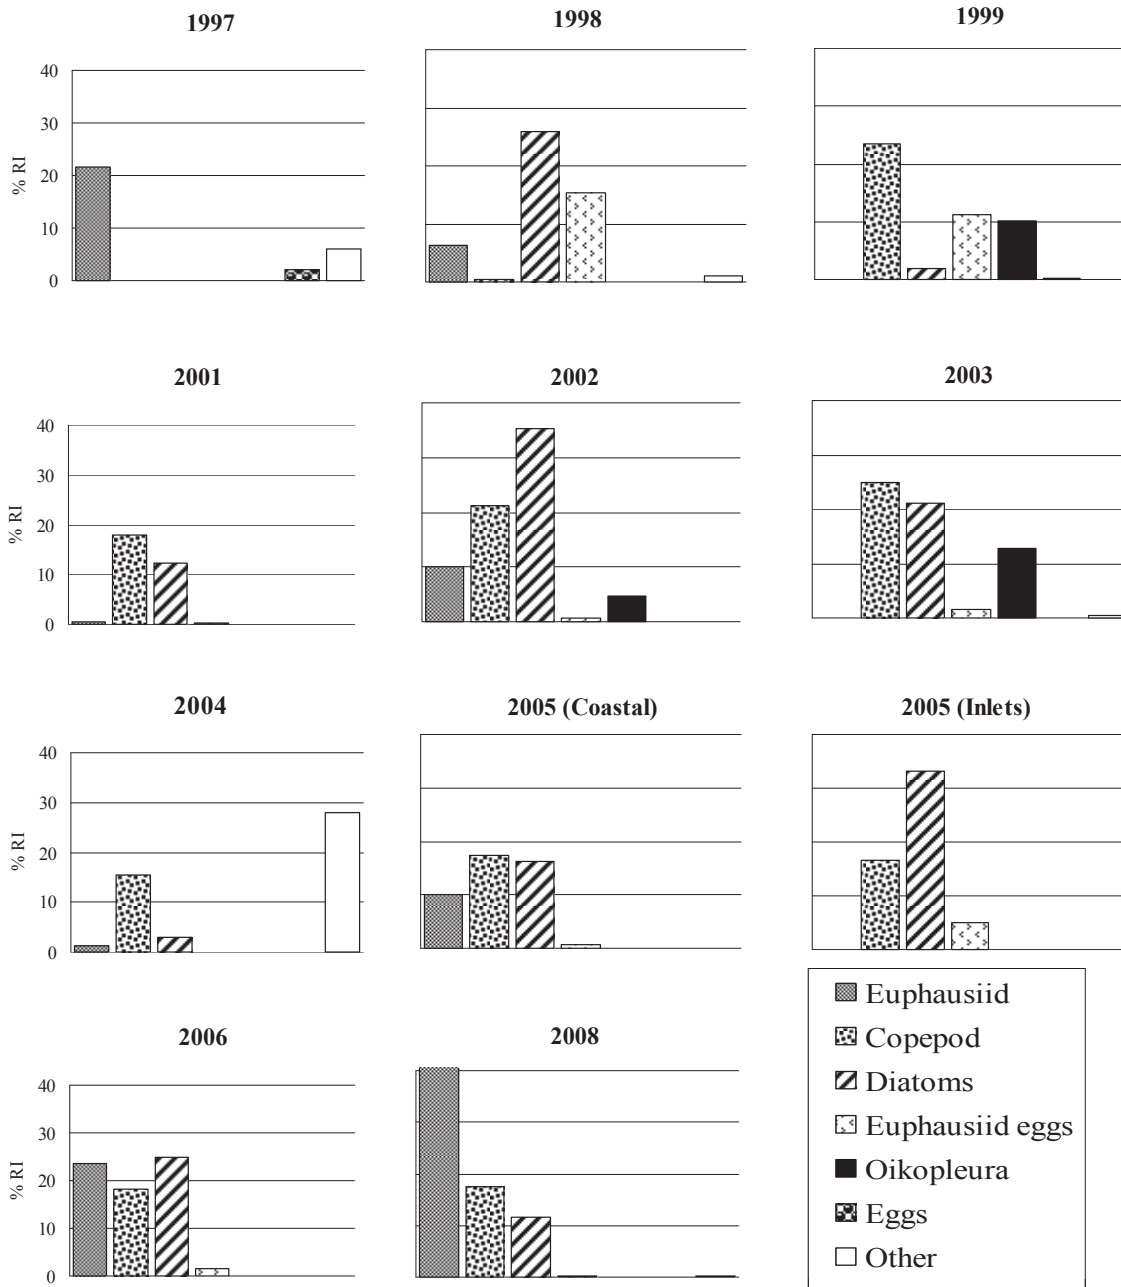 1997
1998
1999
40
30
20
10
0
% RI
2001
2002
2003
40
30
20
10
0
% RI
2004
2005 (Coastal)
2005 (Inlets)
40
30
20
10
0
% RI
2006
2008
40
30
20
10
0
% RI
Euphausiid
Copepod
Diatoms
Euphausiid eggs
Oikopleura
Eggs
Other